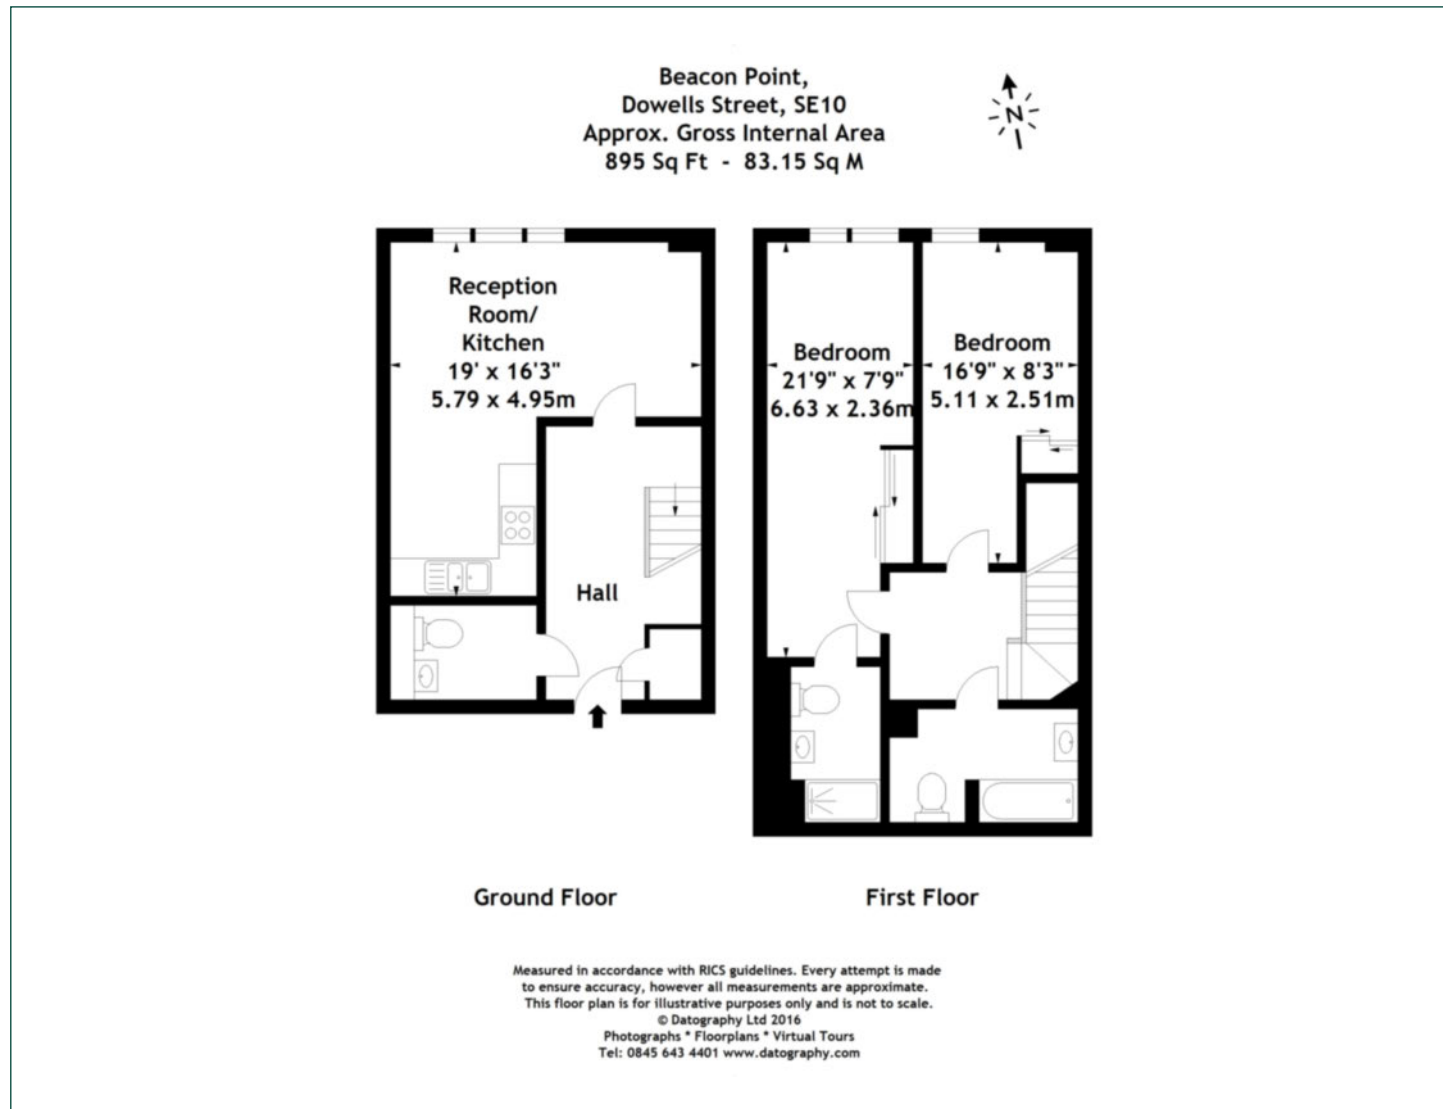 Beacon Point,
Dowells Street, SE10
Approx. Gross Internal Area
895 Sq Ft - 83.15 Sq M
N
Reception
Room/
Kitchen
19' x 16'3"
5.79 x 4.95m
Hall
Bedroom
21'9" x 7'9"
6.63 x 2.36m
Bedroom
16'9" x 8'3"
5.11 x 2.51m
Ground Floor
First Floor
Measured in accordance with RICS guidelines. Every attempt is made
to ensure accuracy, however all measurements are approximate.
This floor plan is for illustrative purposes only and is not to scale.
© Datography Ltd 2016
Photographs * Floorplans * Virtual Tours
Tel: 0845 643 4401 www.datography.com